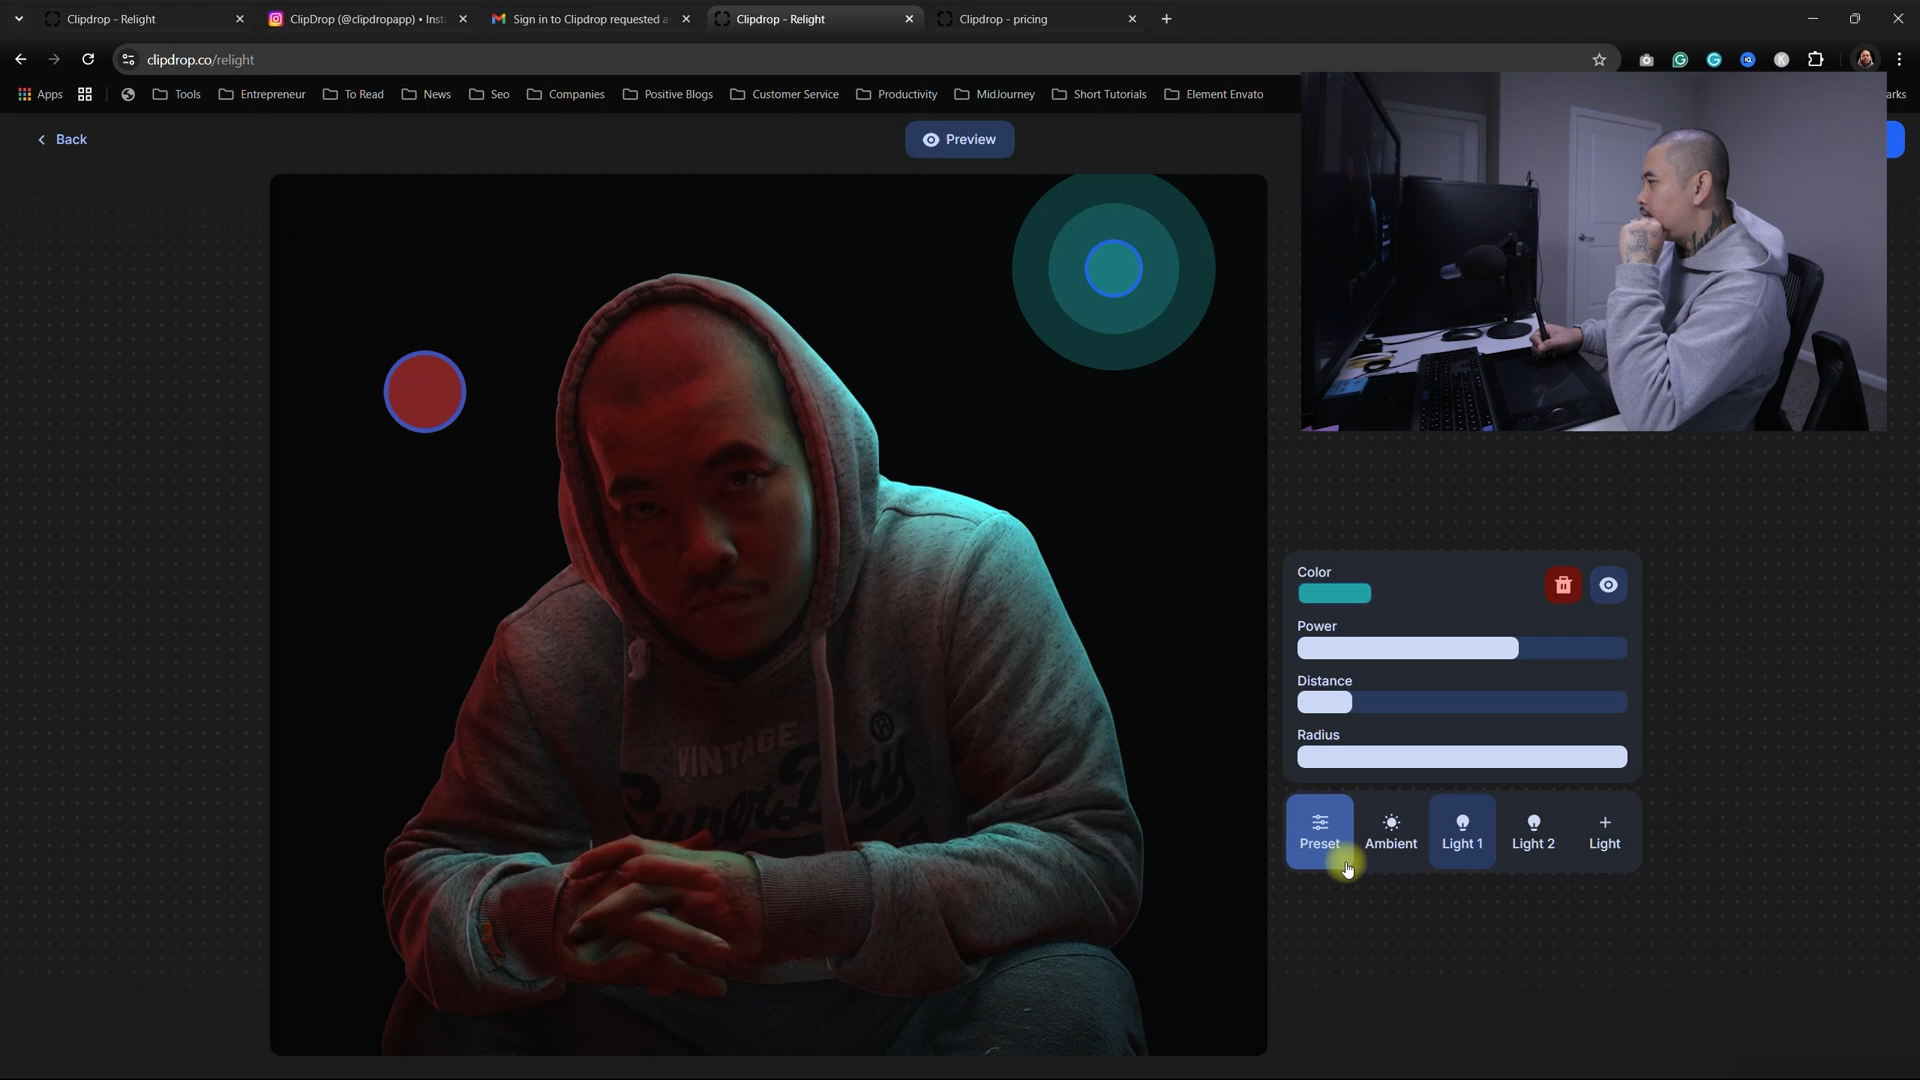 Clipdrop - Relight
ClipDrop (@clipdropapp) • Inst
Sign in to Clipdrop requested a
Clipdrop - Relight
Clipdrop - pricing
clipdrop.co/relight
Apps
Tools
Entrepreneur
To Read
News
Seo
Companies
Positive Blogs
Customer Service
Productivity
MidJourney
Short Tutorials
Element Envato
arks
Back
Preview
VINTAGE
SuperDry
Color
Power
Distance
Radius
Preset
Ambient
Light 1
Light 2
Light